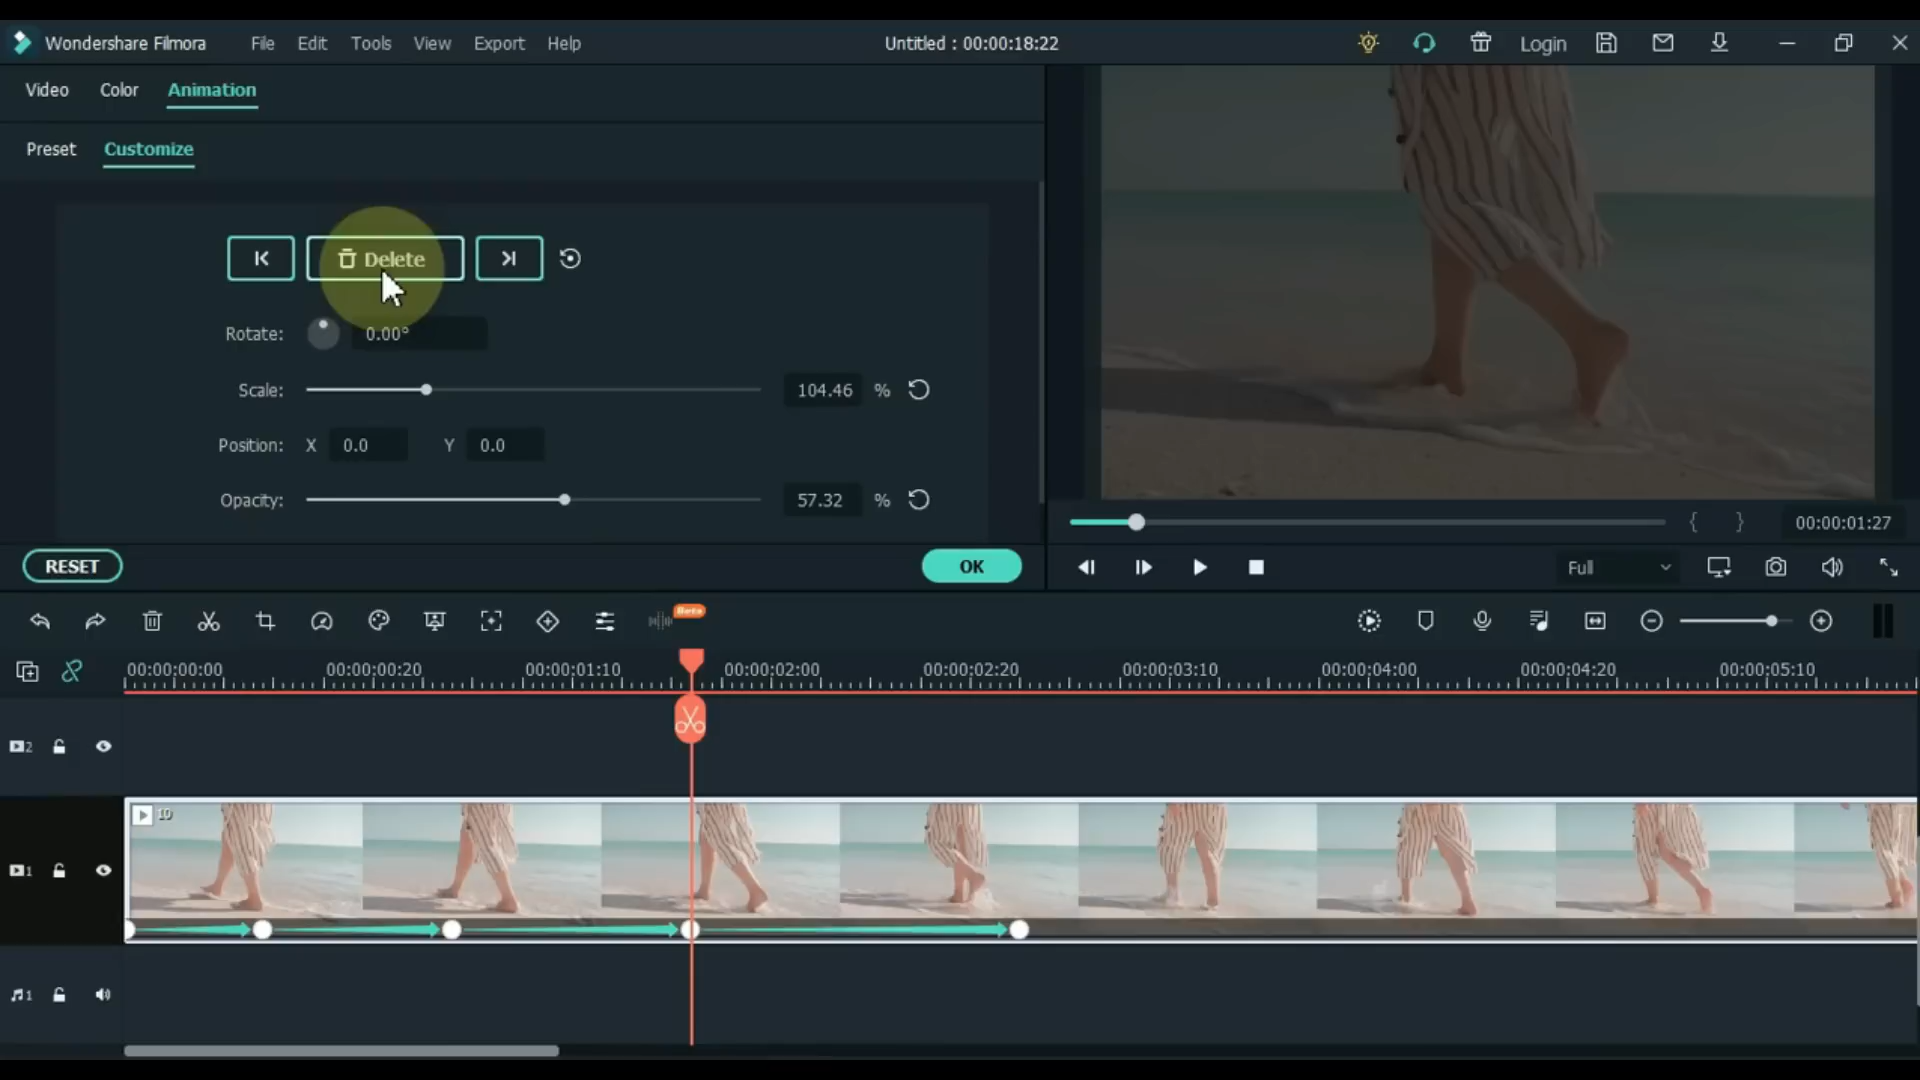 Wondershare Filmora File Edit Tools View Export Help Untitled : 00:00:18:22 Login
Video Color Animation
Preset Customize
Delete
Rotate: 0.00°
Scale: 104.46 %
Position: X 0.0 Y 0.0
Opacity: 57.32 %
{ } 00:00:01:27
RESET OK
Full
Beta
00:00:00:00 00:00:00:20 00:00:01:10 00:00:02:00 00:00:02:20 00:00:03:10 00:00:04:00 00:00:04:20 00:00:05:10
2
10
1
1